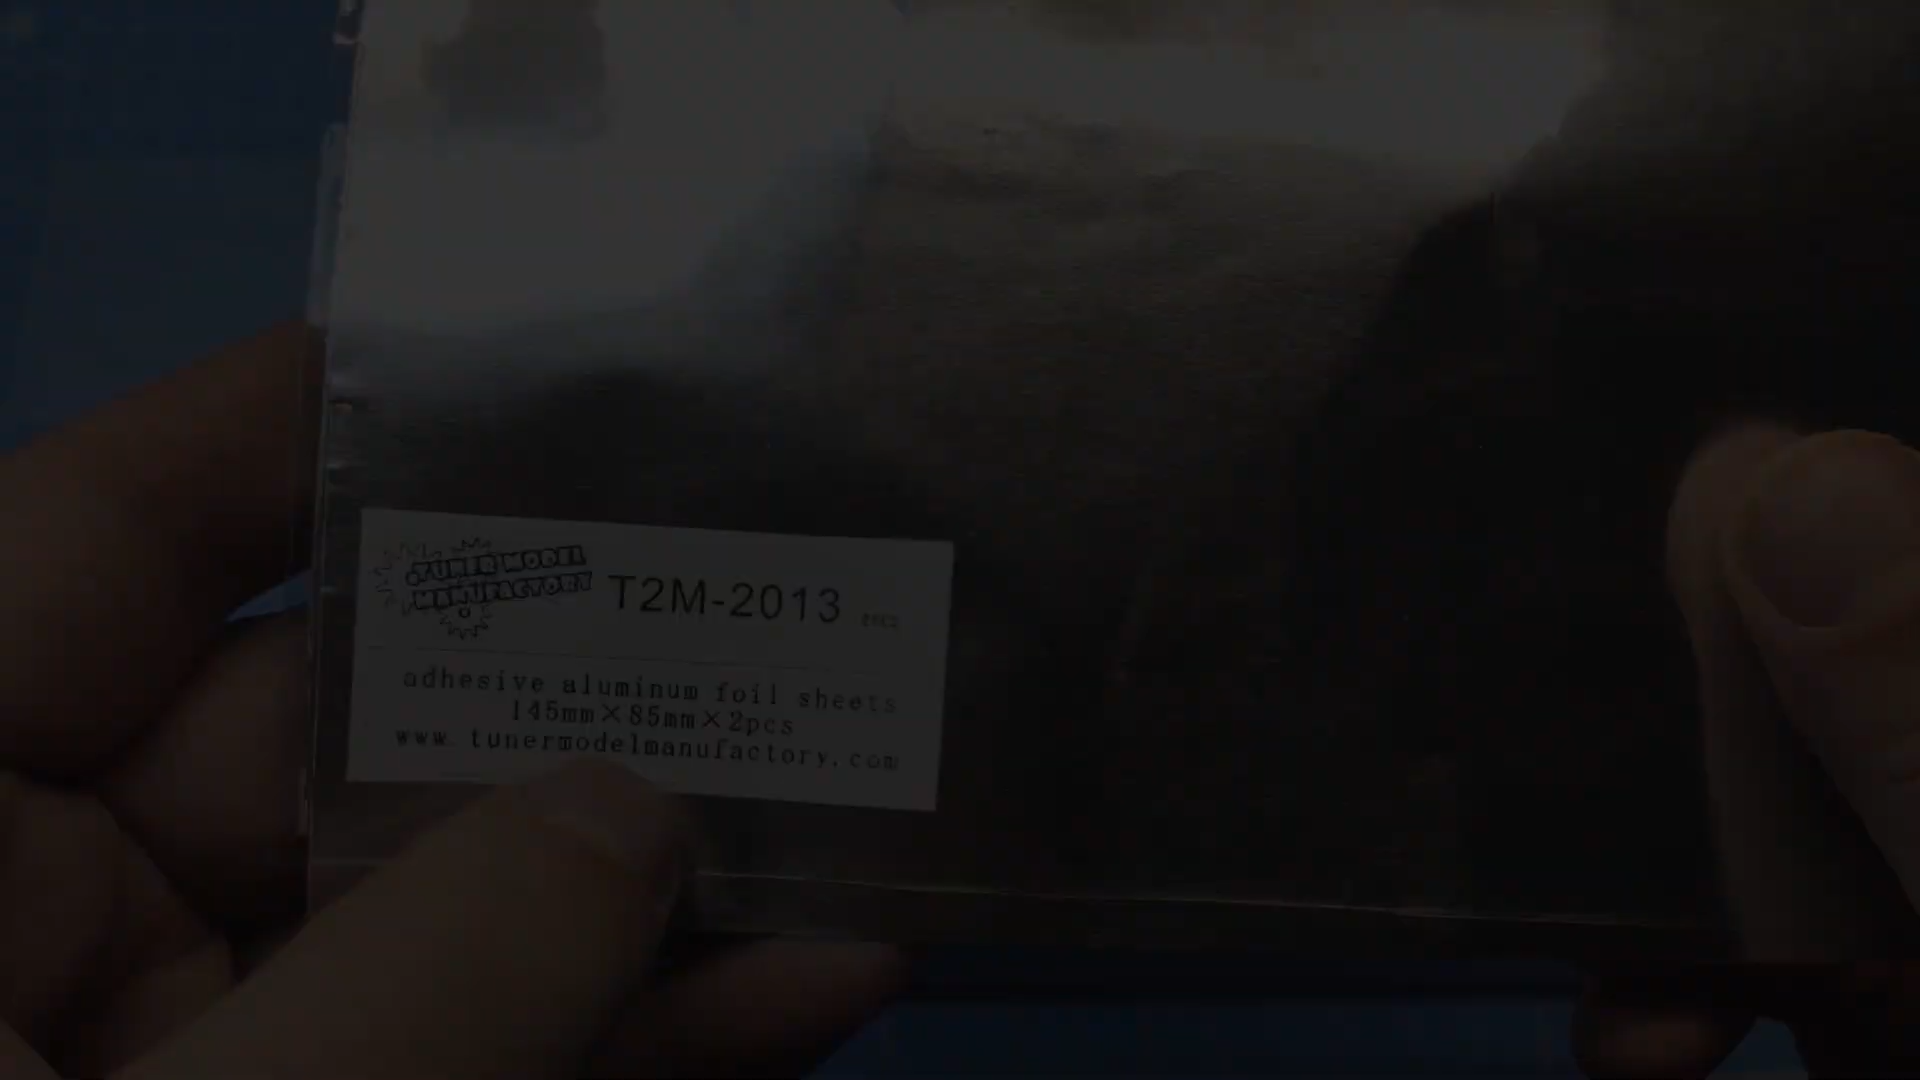 TUNER MODEL
MANUFACTORY
T2M-2013
adhesive aluminum foil sheets
145mm×85mm×2pcs
www.tunermodelmanufactory.com